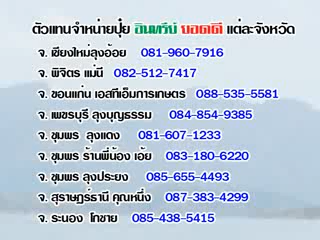 ตัวแทนจำหน่ายปุ๋ย อินทรีย์ ยอดดี แต่ละจังหวัด
จ. เชียงใหม่ลุงอ้อย 081-960-7916
จ. พิจิตร แม่นี 082-512-7417
จ. ขอนแก่น เอสทีเอ็มการเกษตร 088-535-5581
จ. เพชรบุรี ลุงบุญธรรม 084-854-9385
จ. ชุมพร ลุงแดง 081-607-1233
จ. ชุมพร ร้านพี่น้อง เอ้ย 083-180-6220
จ. ชุมพร ลุงประยง 085-655-4493
จ. สุราษฎร์ธานี คุณหนึ่ง 087-383-4299
จ. ระนอง โกชาย 085-438-5415